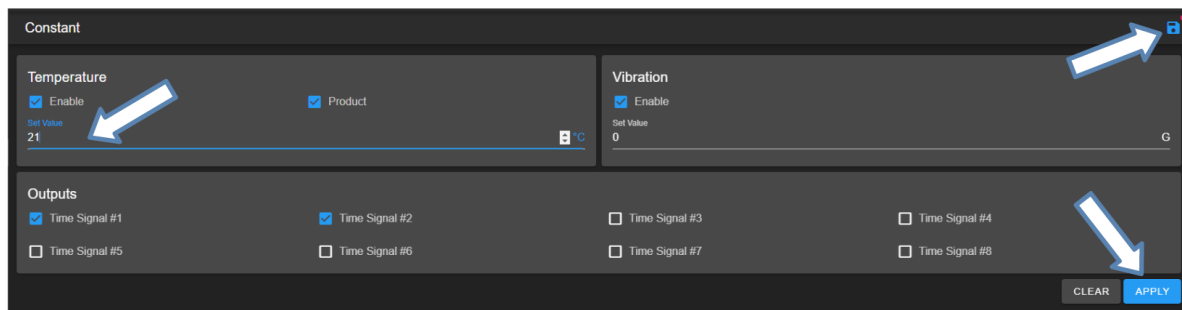 Constant
Temperature
Enable
Product
Set Value
21
°C
Vibration
Enable
Set Value
0
G
Outputs
Time Signal #1
Time Signal #2
Time Signal #3
Time Signal #4
Time Signal #5
Time Signal #6
Time Signal #7
Time Signal #8
CLEAR
APPLY